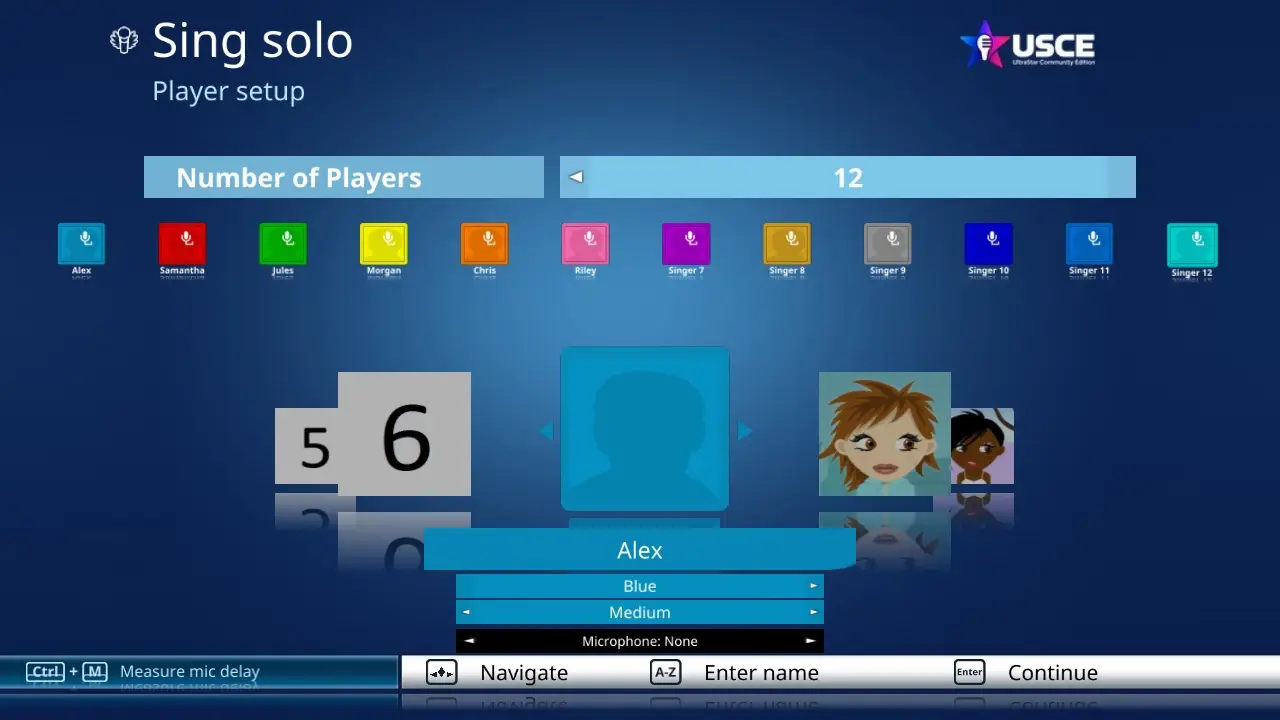 Sing solo
USCE
UltraStar Community Edition
Player setup
Number of Players
12
Alex
Samantha
Jules
Morgan
Chris
Riley
Singer 7
Singer 8
Singer 9
Singer 10
Singer 11
Singer 12
5
6
Alex
Blue
Medium
Microphone: None
Ctrl + M Measure mic delay
Navigate
A-Z Enter name
Enter Continue